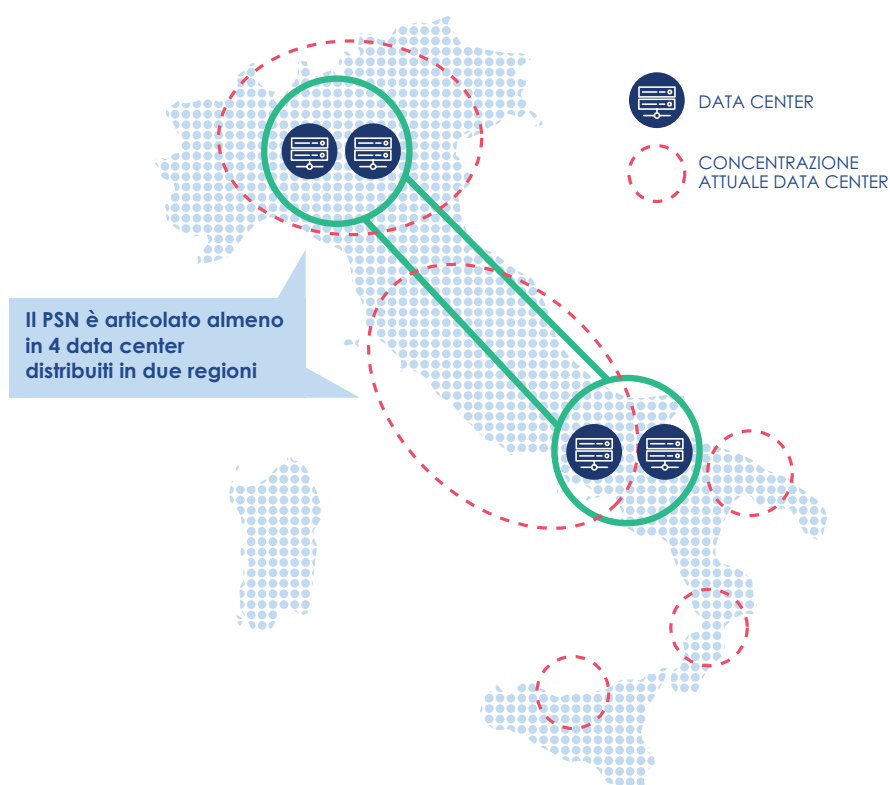 DATA CENTER
CONCENTRAZIONE
ATTUALE DATA CENTER
Il PSN è articolato almeno
in 4 data center
distribuiti in due regioni